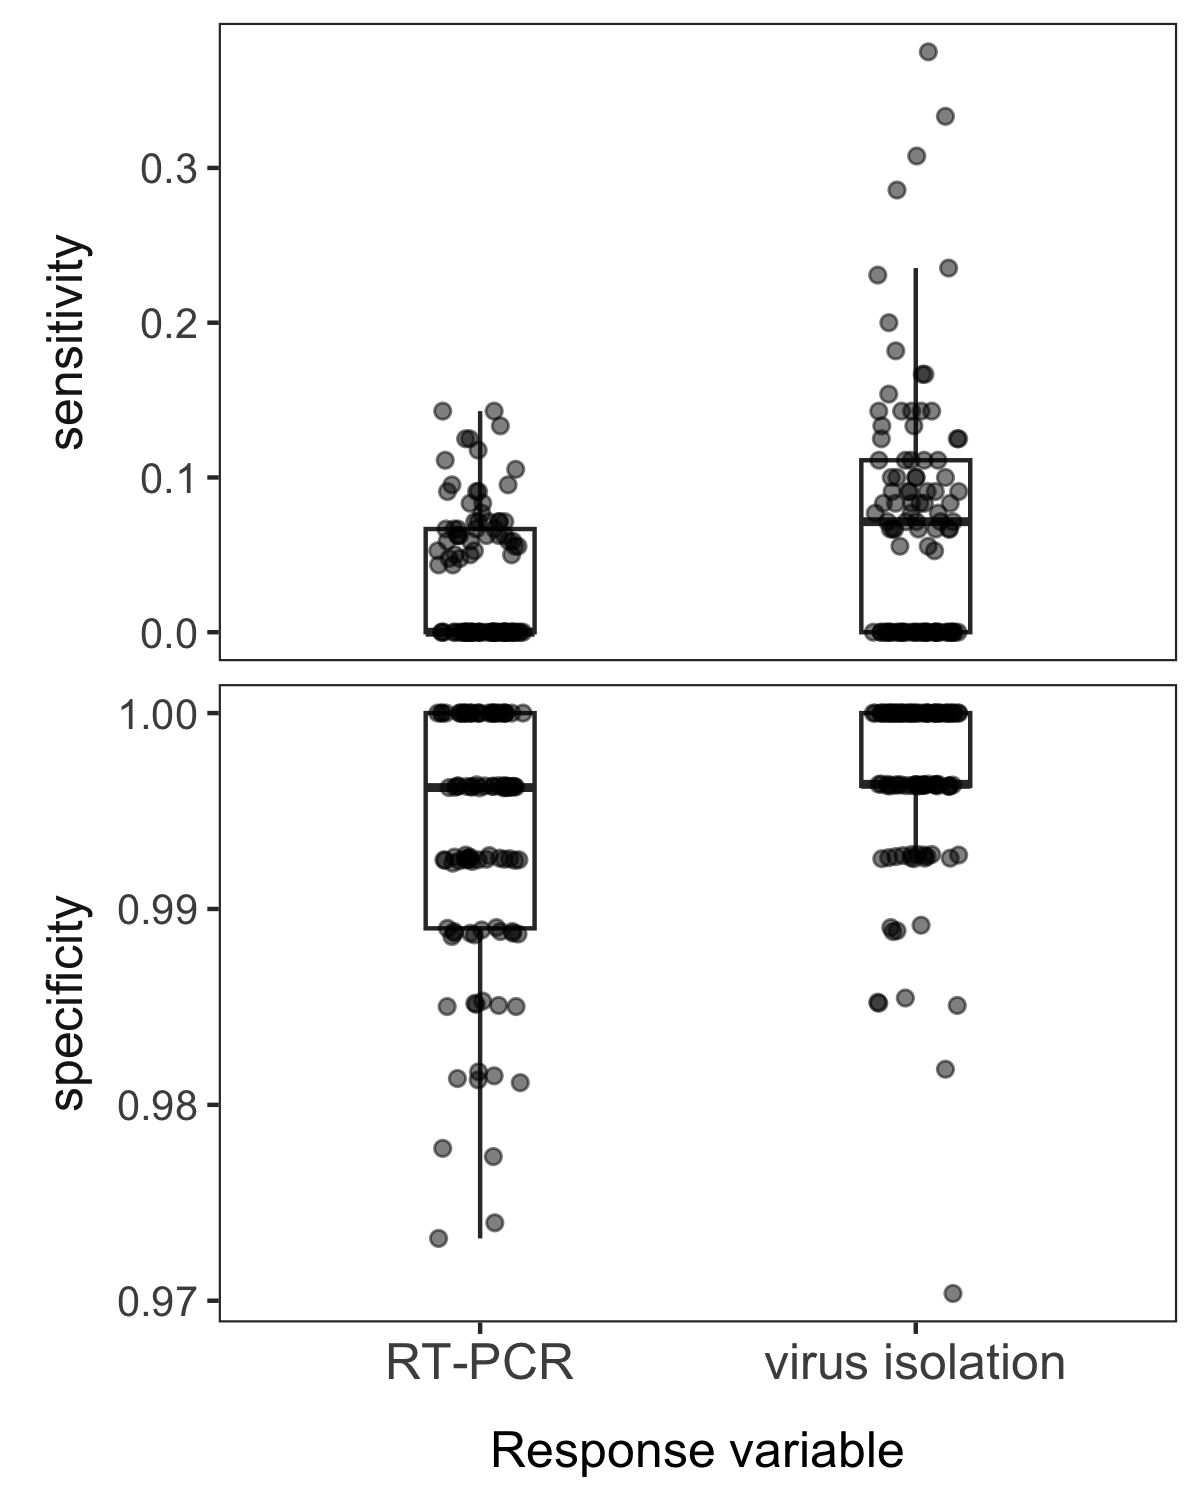 sensitivity
0.3
0.2
0.1
0.0
specificity
1.00
0.99
0.98
0.97
RT-PCR
virus isolation
Response variable